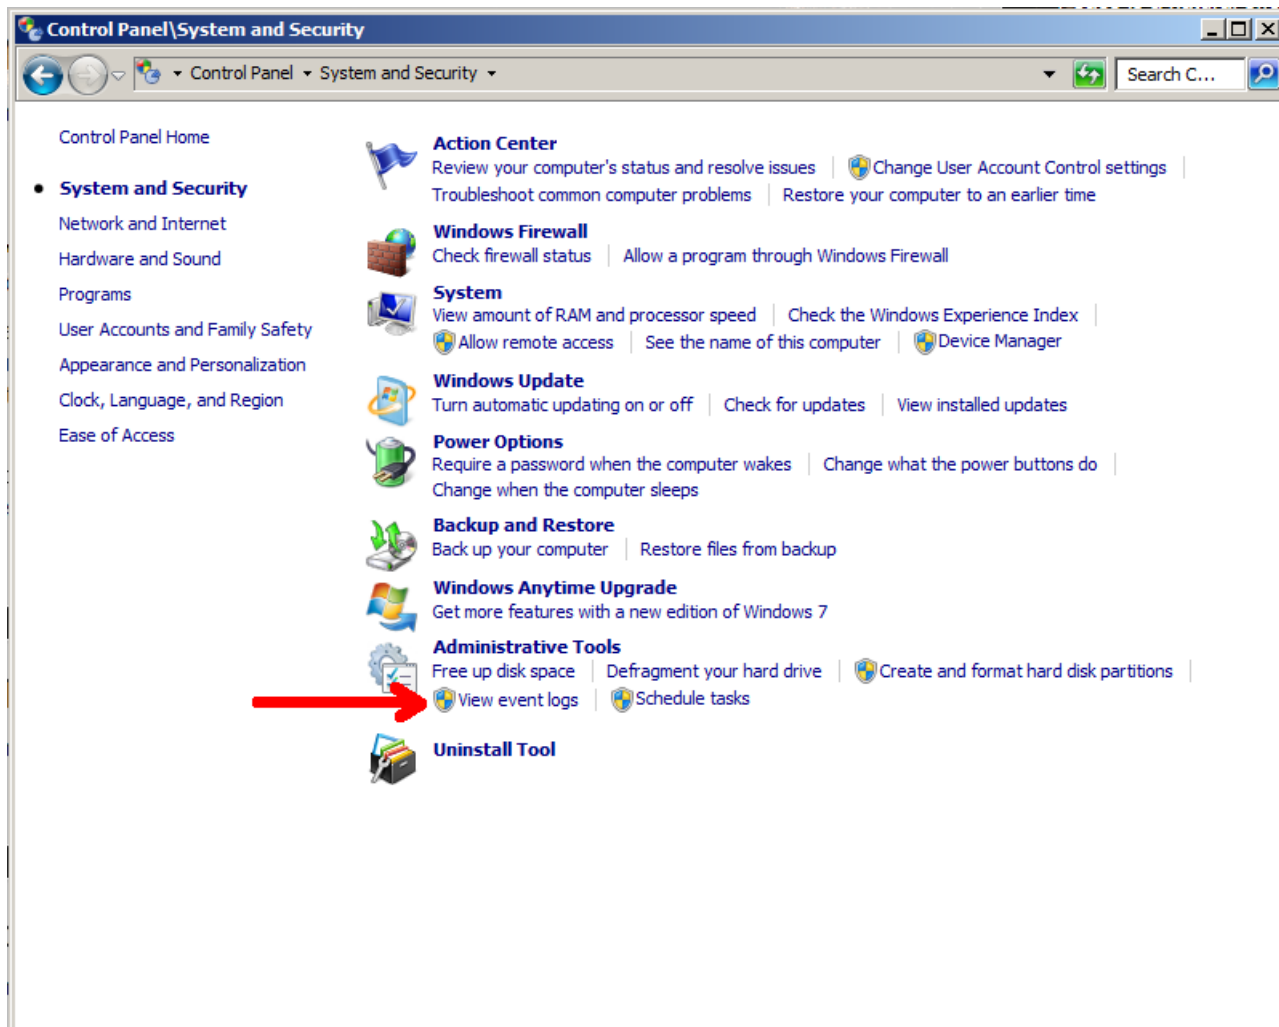 Control Panel\System and Security
Control Panel System and Security
Search C...
Control Panel Home
System and Security
Network and Internet
Hardware and Sound
Programs
User Accounts and Family Safety
Appearance and Personalization
Clock, Language, and Region
Ease of Access
Action Center
Review your computer's status and resolve issues Change User Account Control settings
Troubleshoot common computer problems Restore your computer to an earlier time
Windows Firewall
Check firewall status Allow a program through Windows Firewall
System
View amount of RAM and processor speed Check the Windows Experience Index
Allow remote access See the name of this computer Device Manager
Windows Update
Turn automatic updating on or off Check for updates View installed updates
Power Options
Require a password when the computer wakes Change what the power buttons do
Change when the computer sleeps
Backup and Restore
Back up your computer Restore files from backup
Windows Anytime Upgrade
Get more features with a new edition of Windows 7
Administrative Tools
Free up disk space Defragment your hard drive Create and format hard disk partitions
View event logs Schedule tasks
Uninstall Tool